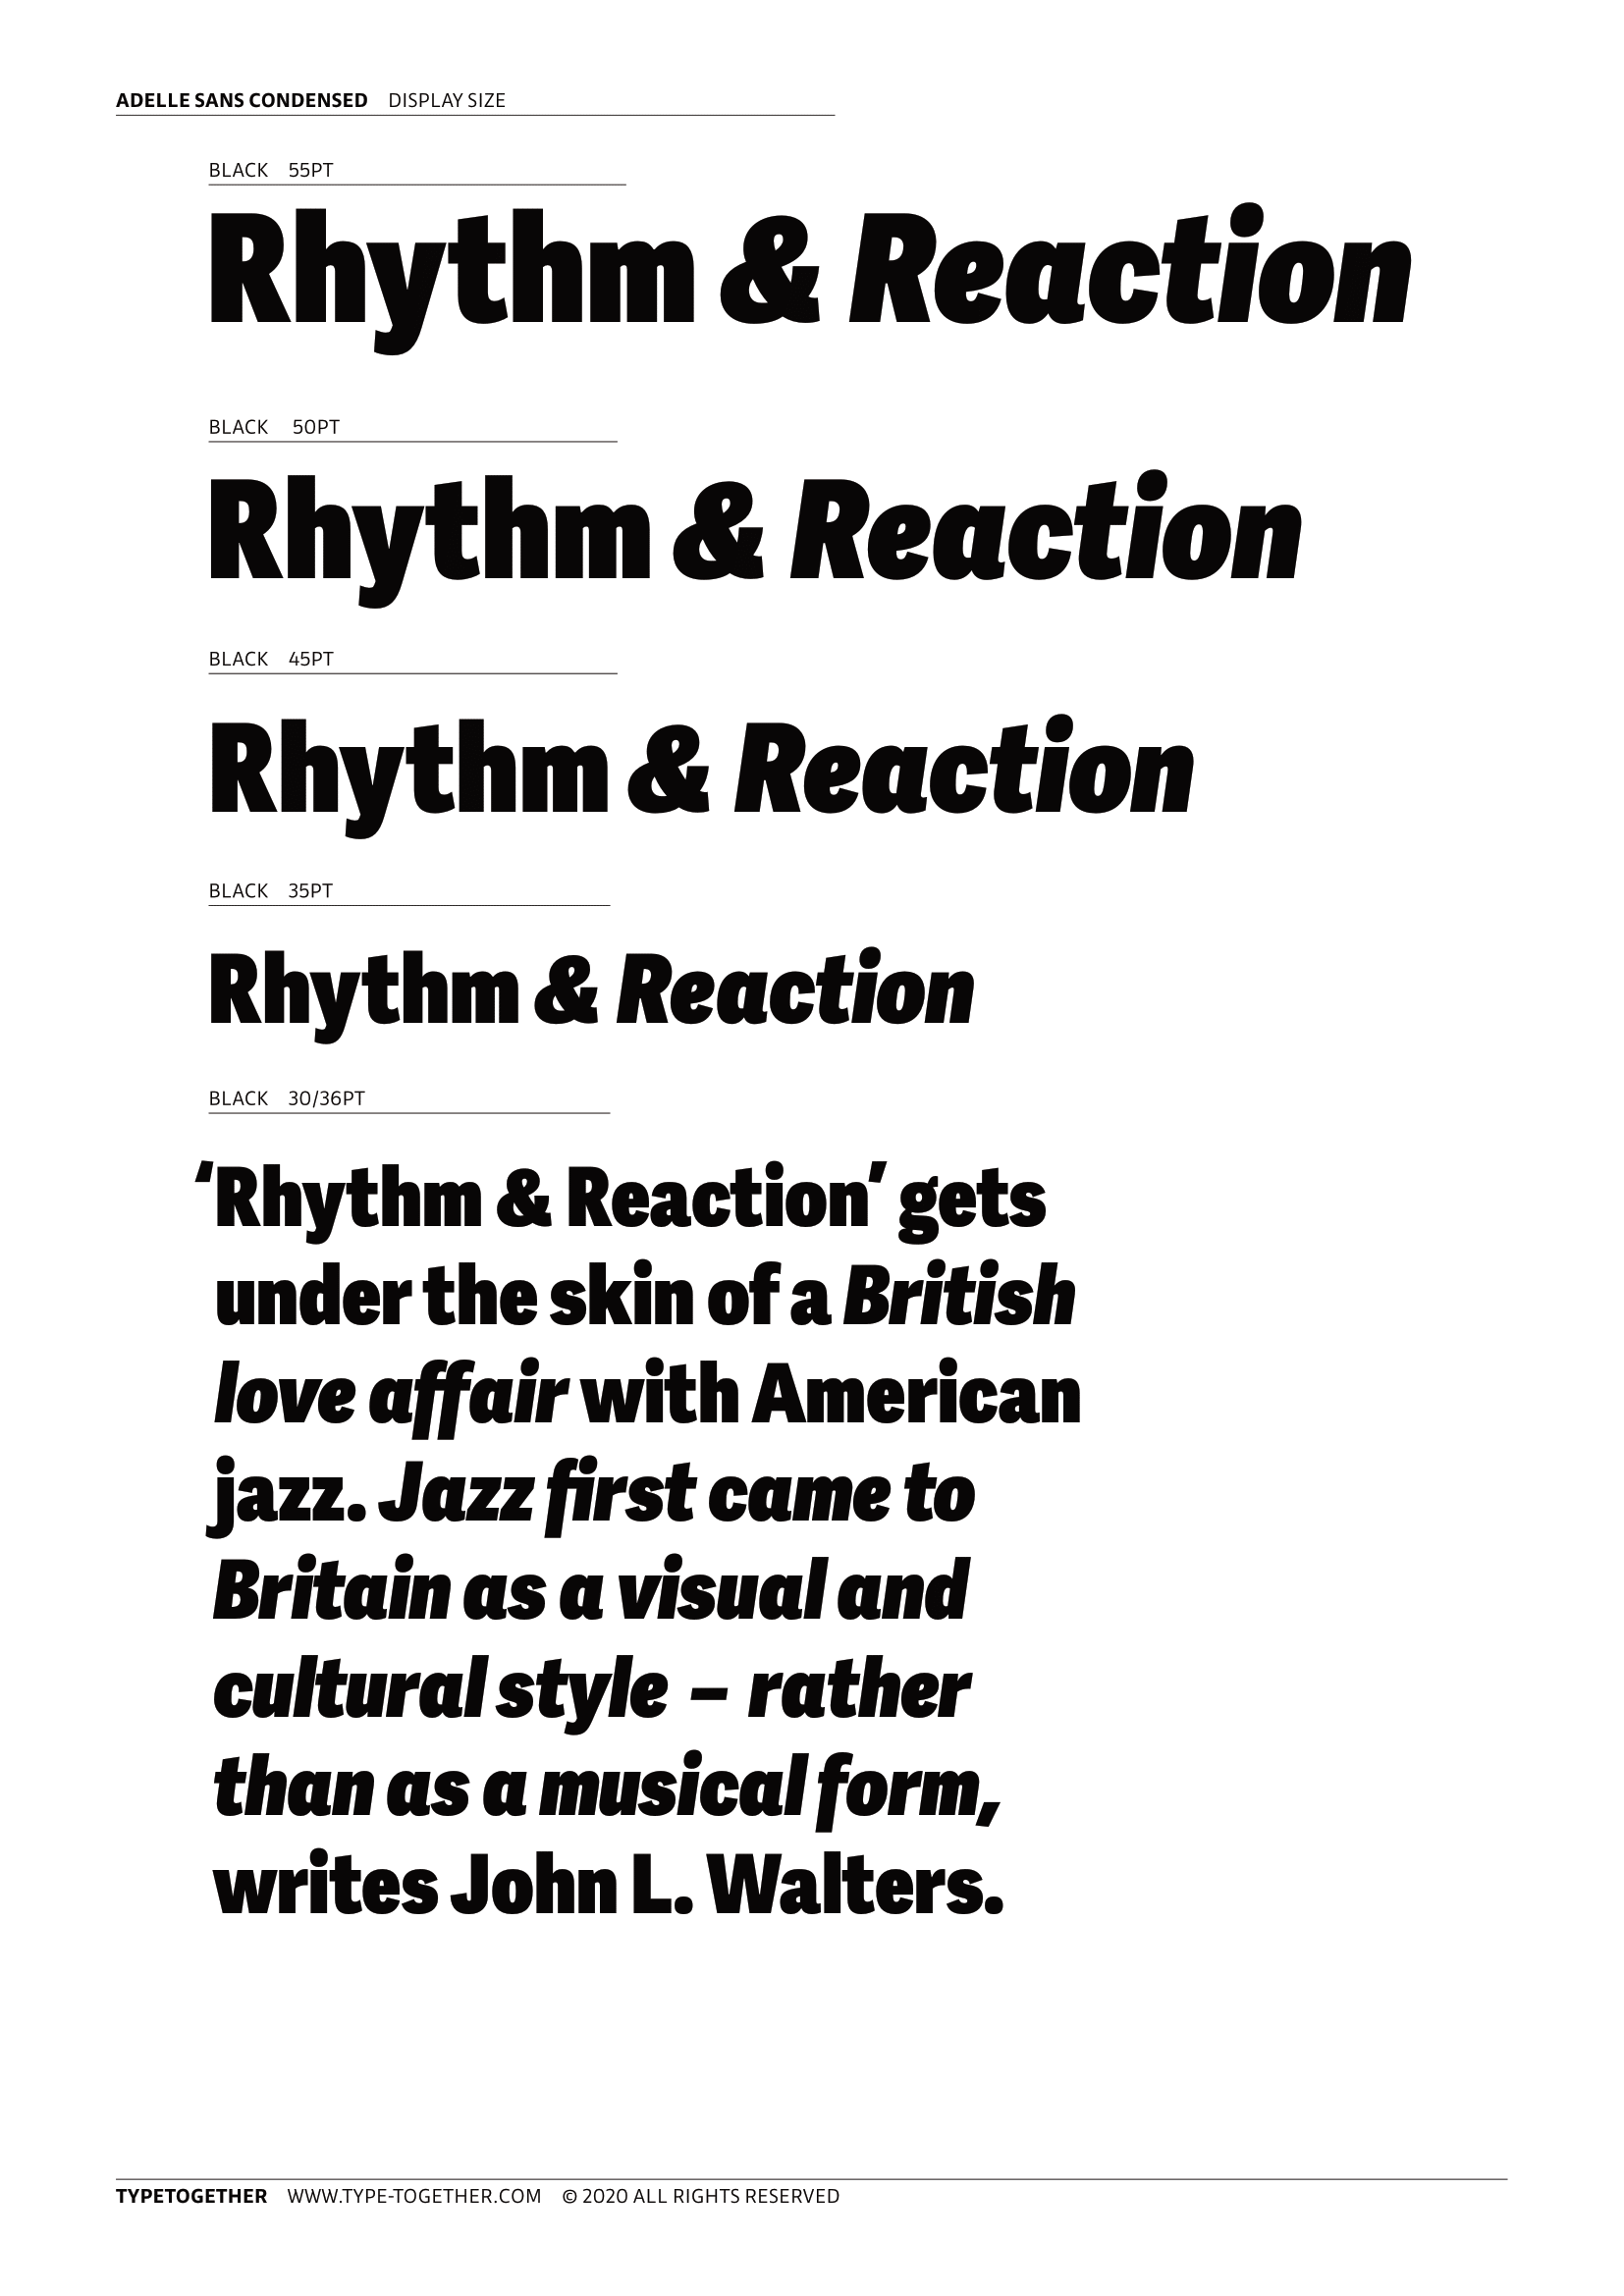 ADELLE SANS CONDENSED DISPLAY SIZE
BLACK 55PT
Rhythm & Reaction
BLACK 50PT
Rhythm & Reaction
BLACK 45PT
Rhythm & Reaction
BLACK 35PT
Rhythm & Reaction
BLACK 30/36PT
‘Rhythm & Reaction’ gets
under the skin of a British
love affair with American
jazz. Jazz first came to
Britain as a visual and
cultural style – rather
than as a musical form,
writes John L. Walters.
TYPETOGETHER WWW.TYPE-TOGETHER.COM © 2020 ALL RIGHTS RESERVED